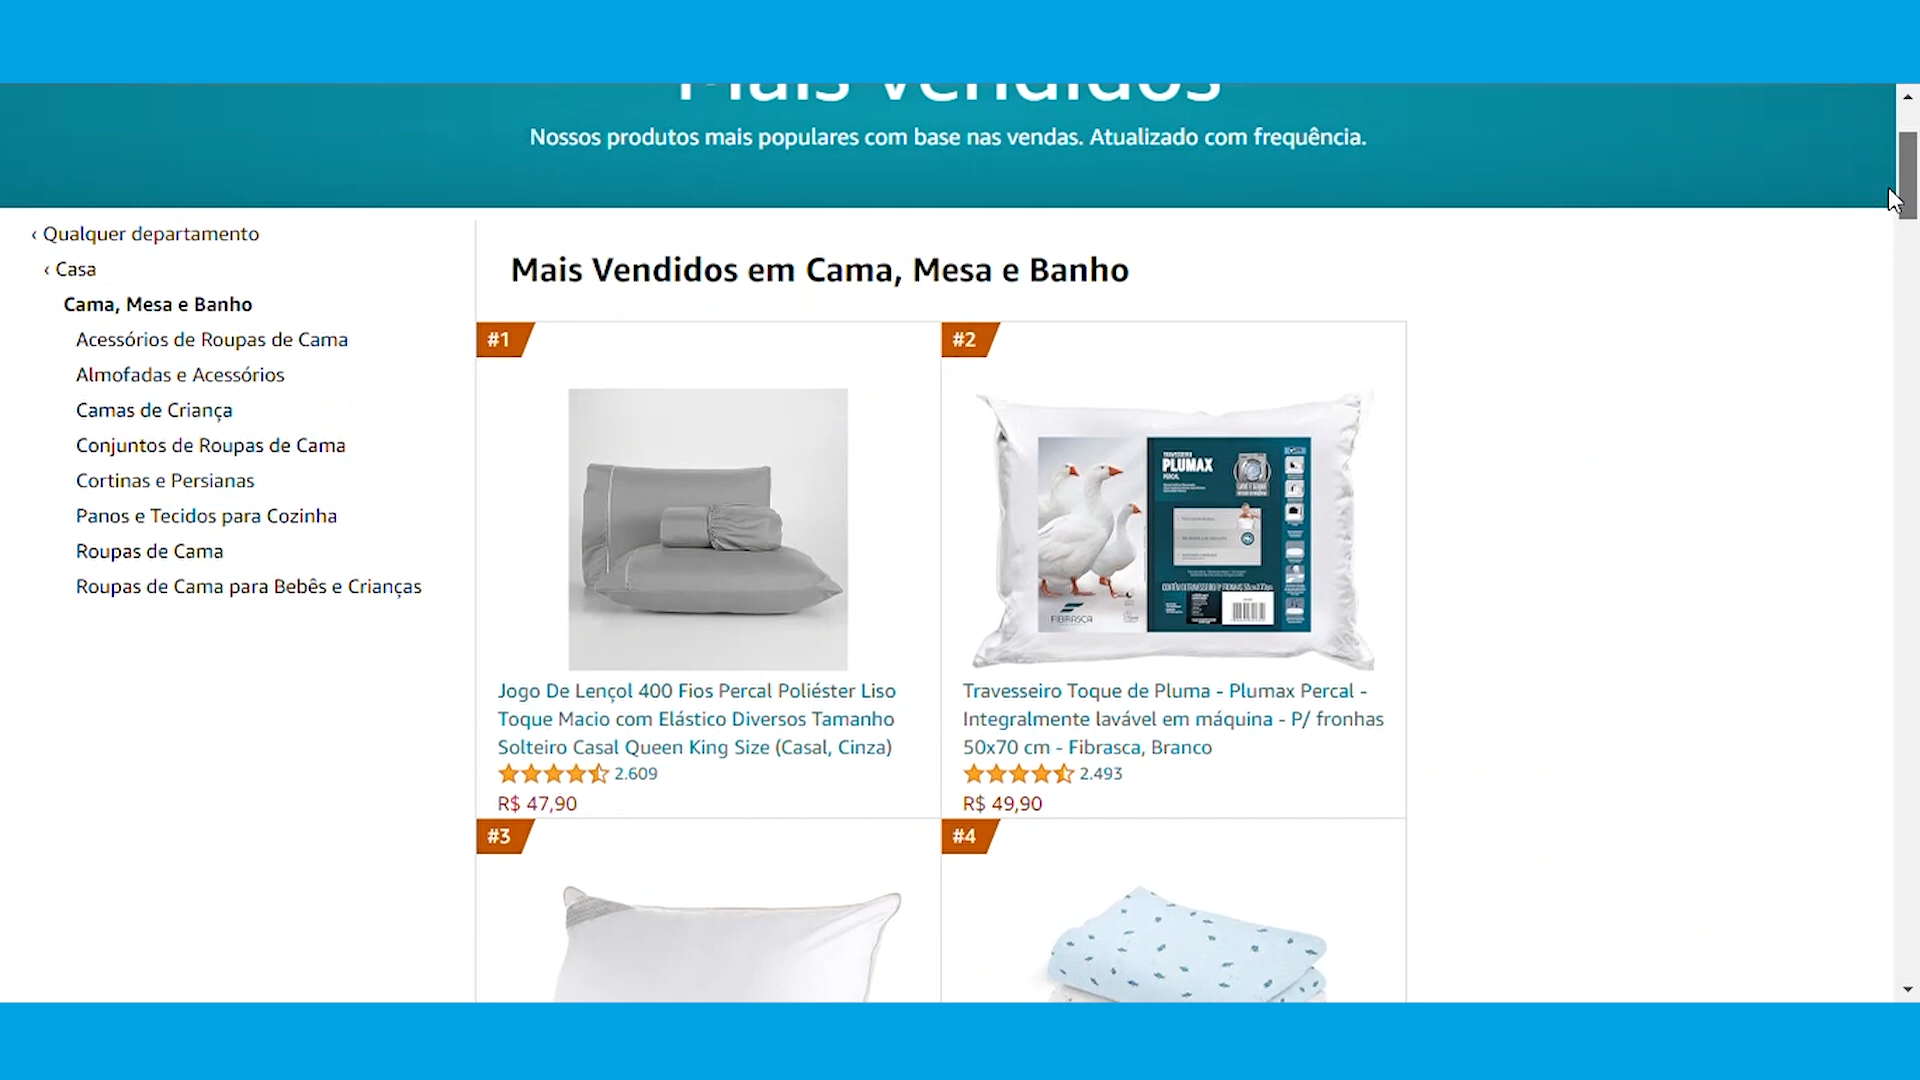 Mais Vendidos
Nossos produtos mais populares com base nas vendas. Atualizado com frequência.
‹ Qualquer departamento
‹ Casa
Cama, Mesa e Banho
Acessórios de Roupas de Cama
Almofadas e Acessórios
Camas de Criança
Conjuntos de Roupas de Cama
Cortinas e Persianas
Panos e Tecidos para Cozinha
Roupas de Cama
Roupas de Cama para Bebês e Crianças
Mais Vendidos em Cama, Mesa e Banho
#1
Jogo De Lençol 400 Fios Percal Poliéster Liso
Toque Macio com Elástico Diversos Tamanho
Solteiro Casal Queen King Size (Casal, Cinza)
2.609
R$ 47,90
#2
TRAVESSEIRO
PLUMAX
PERCAL
FIBRASCA
Travesseiro Toque de Pluma - Plumax Percal -
Integralmente lavável em máquina - P/ fronhas
50x70 cm - Fibrasca, Branco
2.493
R$ 49,90
#3
#4